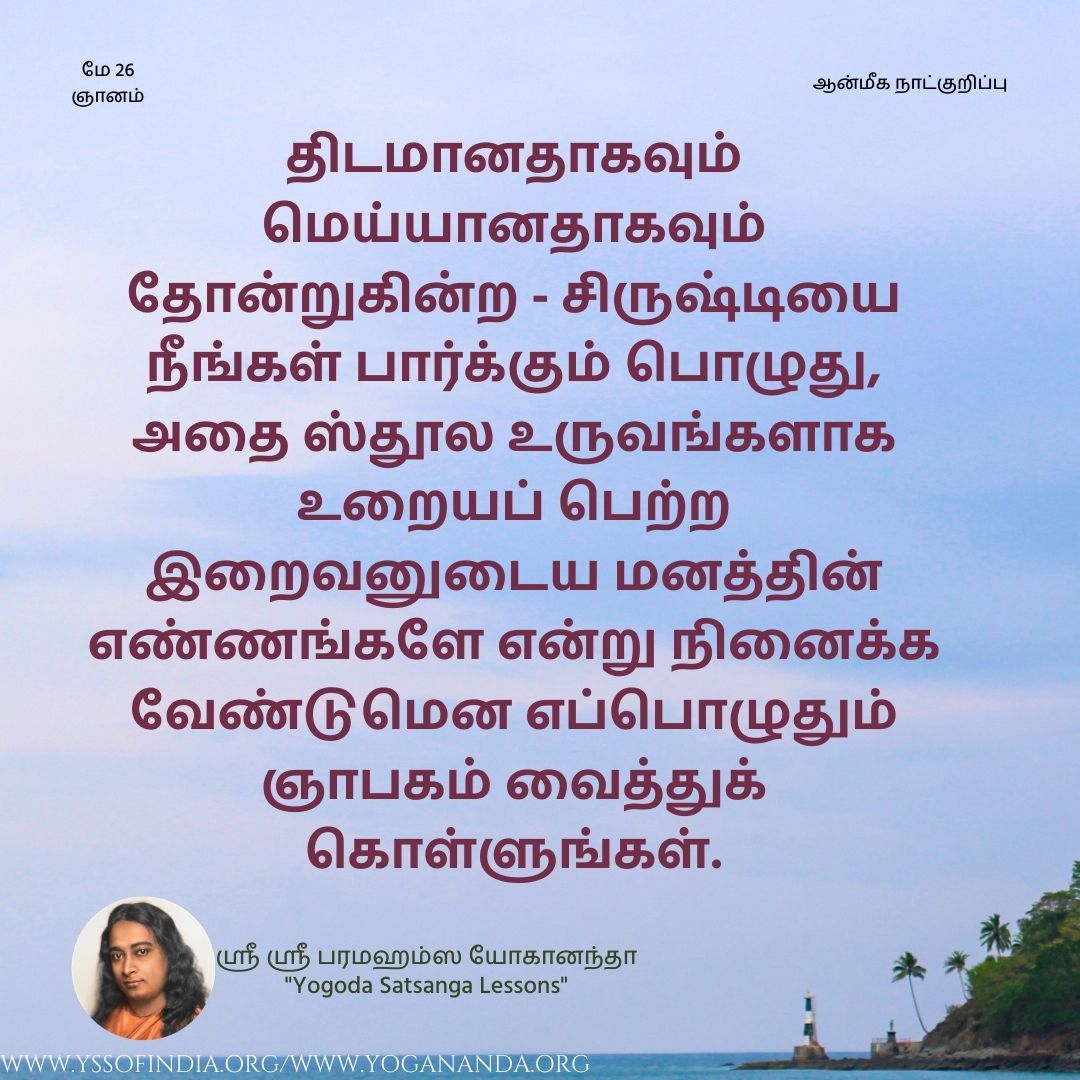 மே 26
ஞானம்
ஆன்மீக நாட்குறிப்பு
திடமானதாகவும்
மெய்யானதாகவும்
தோன்றுகின்ற - சிருஷ்டியை
நீங்கள் பார்க்கும் பொழுது,
அதை ஸ்தூல உருவங்களாக
உறையப் பெற்ற
இறைவனுடைய மனத்தின்
எண்ணங்களே என்று நினைக்க
வேண்டுமென எப்பொழுதும்
ஞாபகம் வைத்துக்
கொள்ளுங்கள்.
ஸ்ரீ ஸ்ரீ பரமஹம்ஸ யோகானந்தா
"Yogoda Satsanga Lessons"
WWW.YSSOFINDIA.ORG/WWW.YOGANANDA.ORG